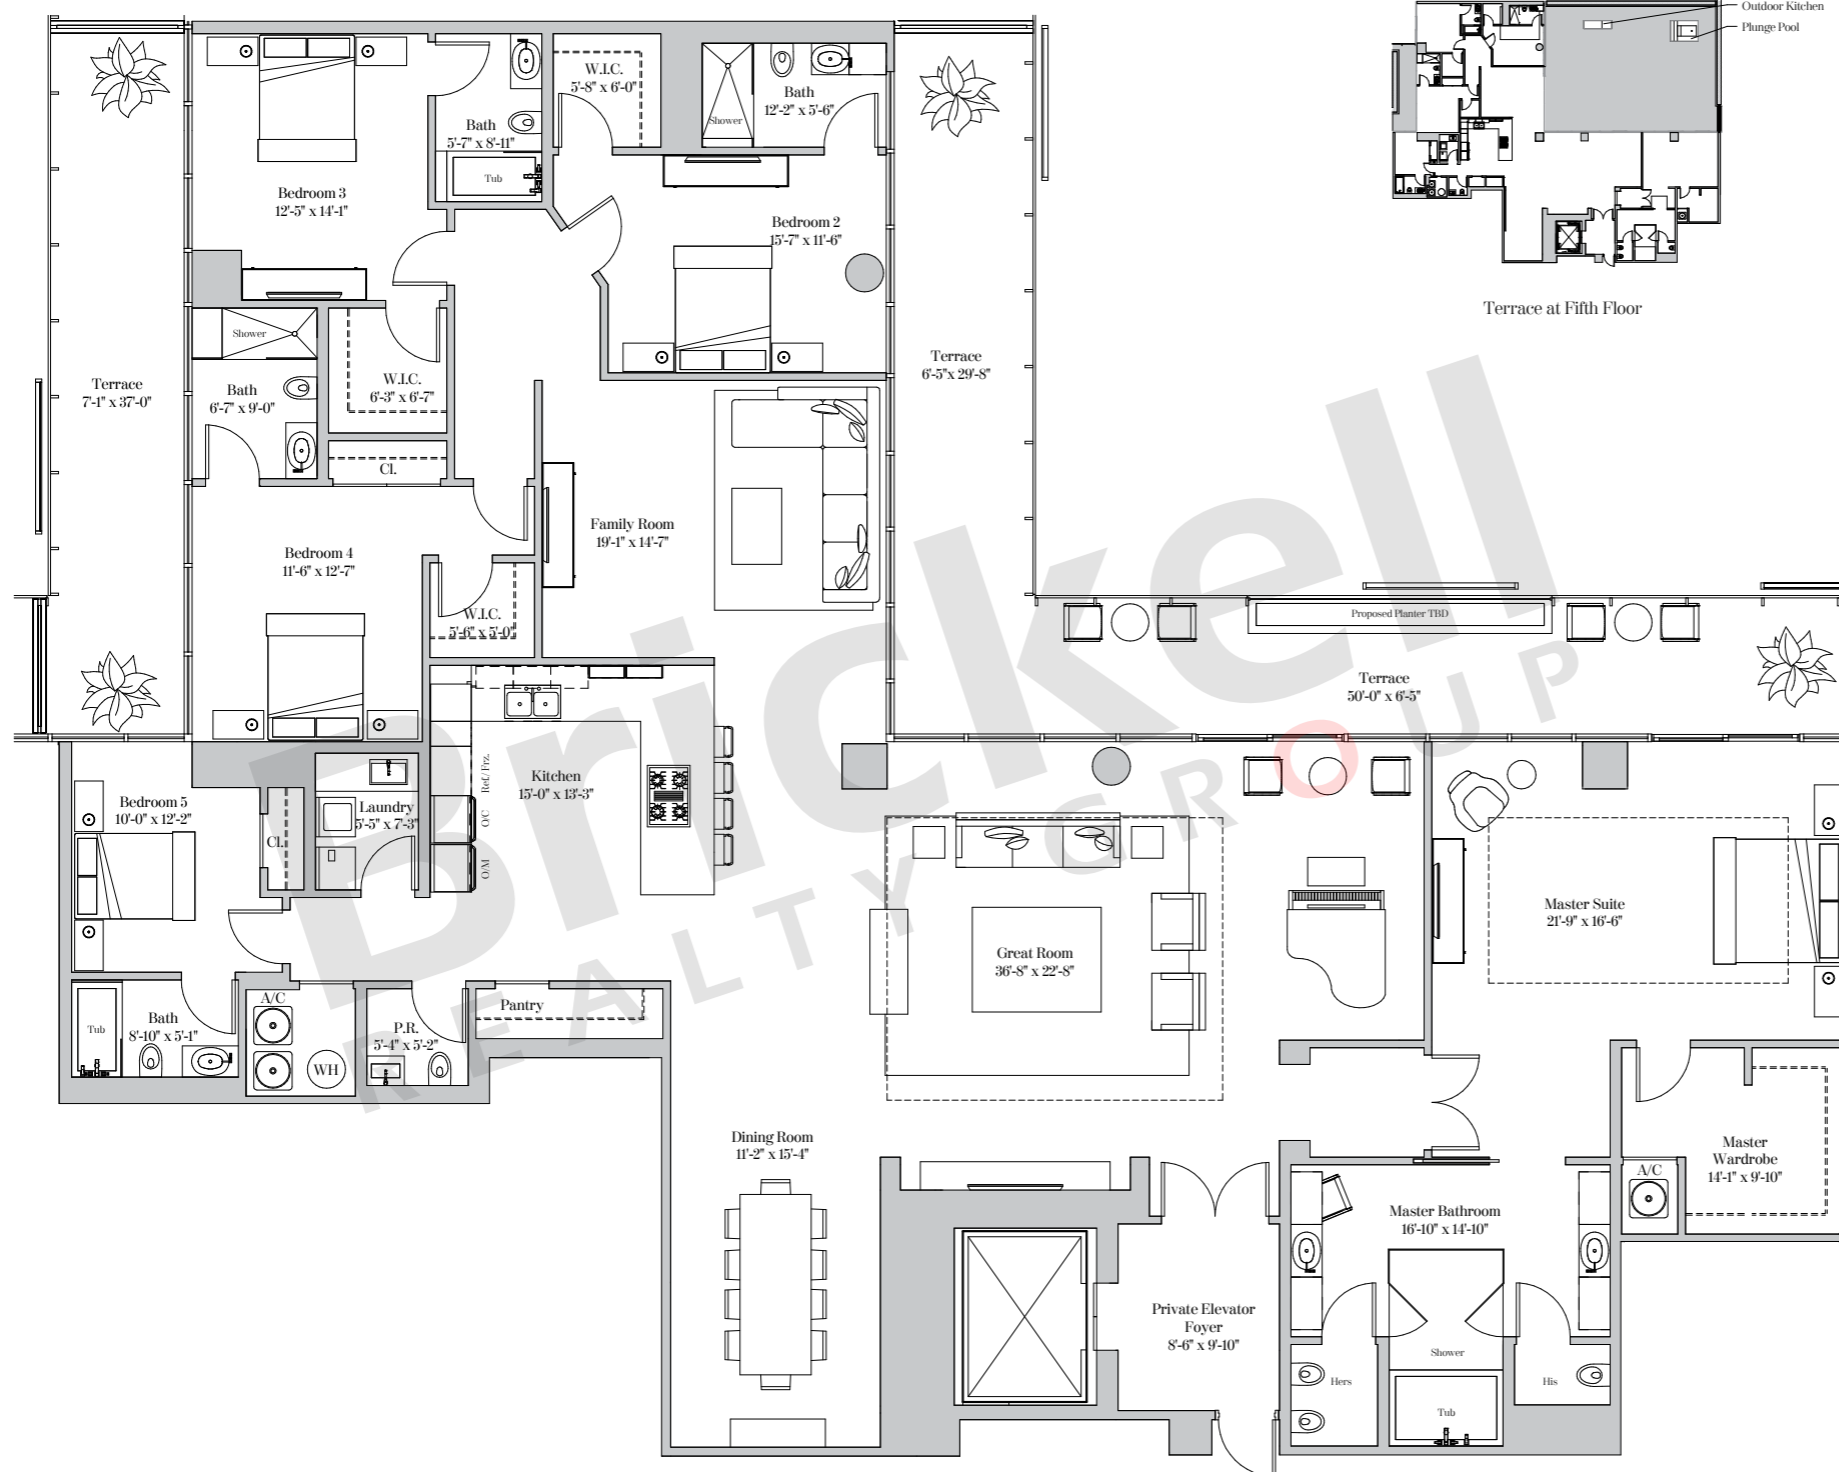 Outdoor Kitchen
Plunge Pool
Terrace at Fifth Floor
W.I.C.
5'-8" x 6'-0"
Bath
12'-2" x 5'-6"
Shower
Bath
5'-7" x 8'-11"
Tub
Bedroom 3
12'-5" x 14'-1"
Bedroom 2
15'-7" x 11'-6"
Shower
Terrace
7'-1" x 37'-0"
Bath
6'-7" x 9'-0"
W.I.C.
6'-3" x 6'-7"
Terrace
6'-5"x 29'-8"
Cl.
Family Room
19'-1" x 14'-7"
Bedroom 4
11'-6" x 12'-7"
W.I.C.
5'-6" x 5'-0"
Proposed Planter TBD
Terrace
50'-0" x 6'-5"
Kitchen
15'-0" x 13'-3"
Ref./Frz.
O/C
O/M
Bedroom 5
10'-0" x 12'-2"
Laundry
5'-5" x 7'-3"
Cl.
Master Suite
21'-9" x 16'-6"
Great Room
36'-8" x 22'-8"
A/C
Pantry
Tub
Bath
8'-10" x 5'-1"
P.R.
5'-4" x 5'-2"
WH
Dining Room
11'-2" x 15'-4"
Master
Wardrobe
14'-1" x 9'-10"
A/C
Master Bathroom
16'-10" x 14'-10"
Private Elevator
Foyer
8'-6" x 9'-10"
Shower
Hers
His
Tub
Brickell
REALTY GROUP